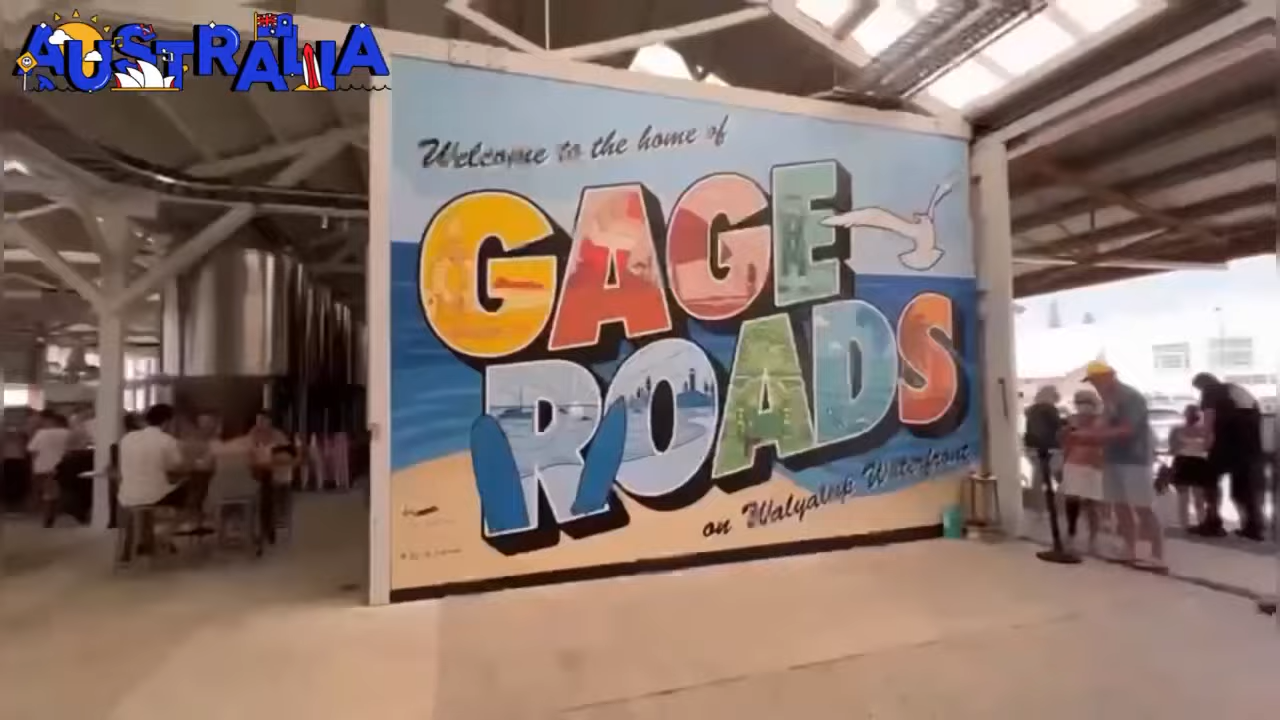 AUSTRALIA
Welcome to the home of
GAGE
ROADS
on Walyalup Waterfront